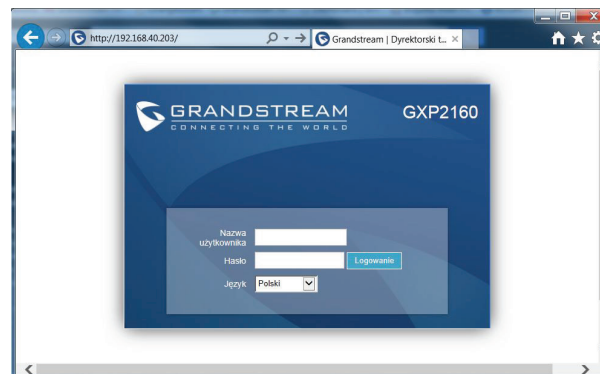 http://192.168.40.203/
Grandstream | Dyrektorski t...
GRANDSTREAM
CONNECTING THE WORLD
GXP2160
Nazwa
użytkownika
Hasło
Logowanie
Język
Polski